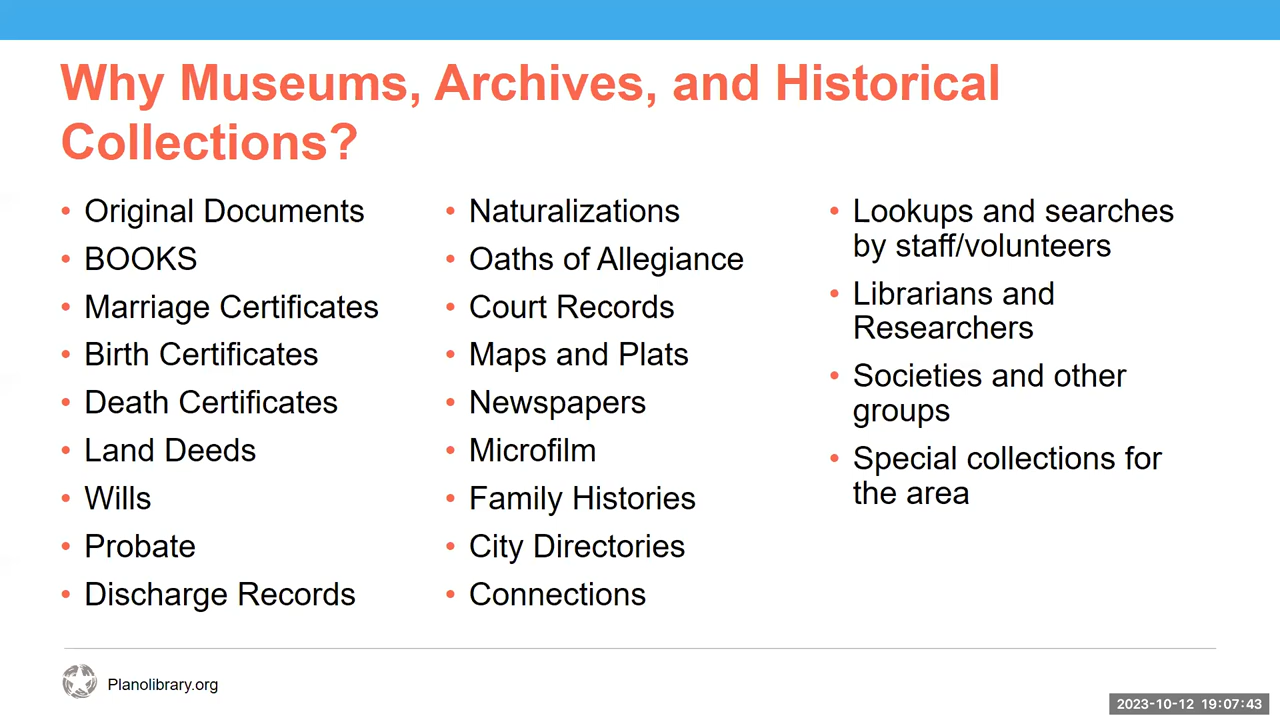 Why Museums, Archives, and Historical
Collections?
• Original Documents
• BOOKS
• Marriage Certificates
• Birth Certificates
• Death Certificates
• Land Deeds
• Wills
• Probate
• Discharge Records
• Naturalizations
• Oaths of Allegiance
• Court Records
• Maps and Plats
• Newspapers
• Microfilm
• Family Histories
• City Directories
• Connections
• Lookups and searches
by staff/volunteers
• Librarians and
Researchers
• Societies and other
groups
• Special collections for
the area
Planolibrary.org
2023-10-12 19:07:43